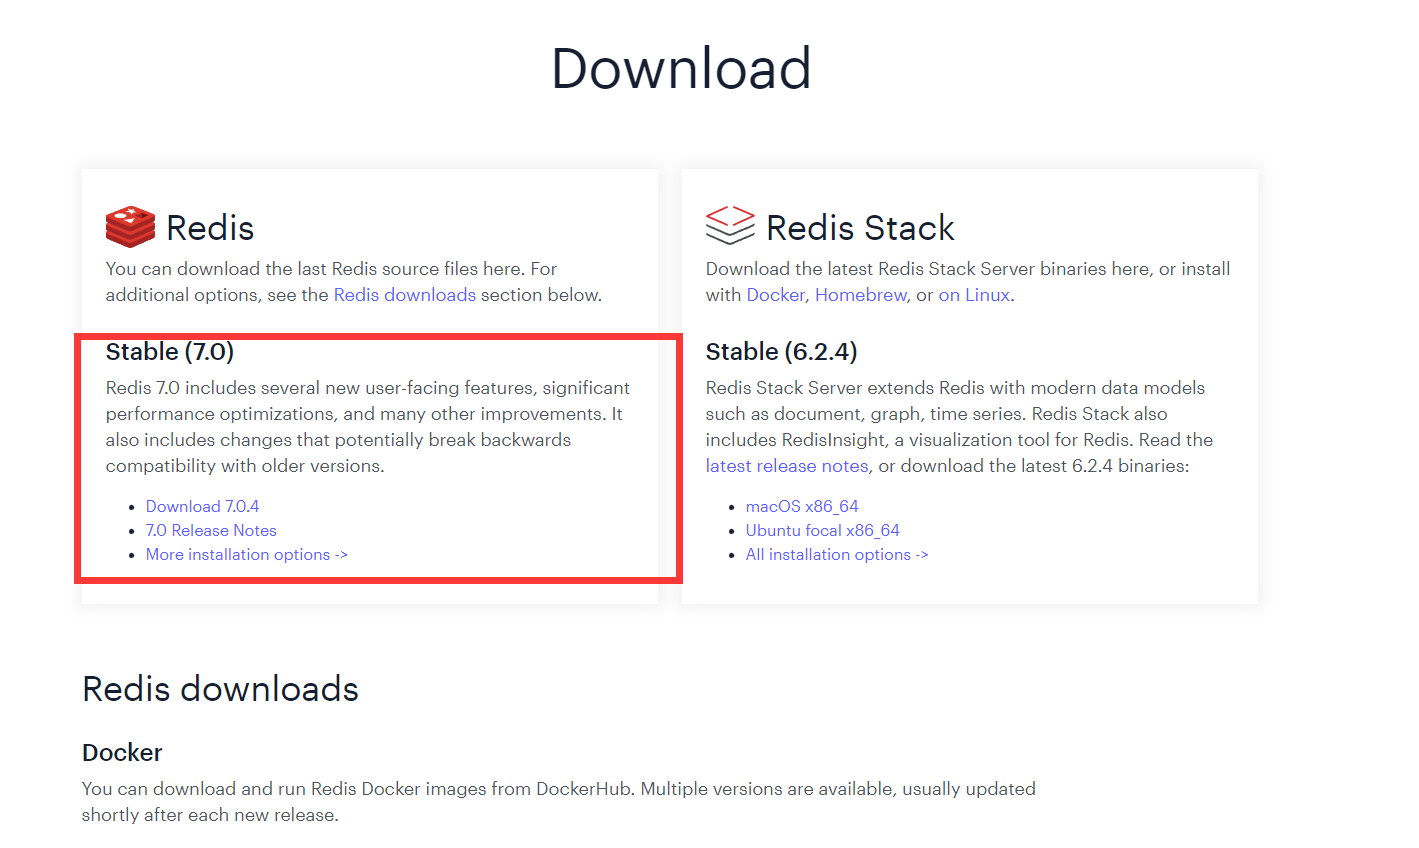 Download
Redis
You can download the last Redis source files here. For
additional options, see the Redis downloads section below.
Stable (7.0)
Redis 7.0 includes several new user-facing features, significant
performance optimizations, and many other improvements. It
also includes changes that potentially break backwards
compatibility with older versions.
Download 7.0.4
7.0 Release Notes
More installation options ->
Redis Stack
Download the latest Redis Stack Server binaries here, or install
with Docker, Homebrew, or on Linux.
Stable (6.2.4)
Redis Stack Server extends Redis with modern data models
such as document, graph, time series. Redis Stack also
includes RedisInsight, a visualization tool for Redis. Read the
latest release notes, or download the latest 6.2.4 binaries:
macOS x86_64
Ubuntu focal x86_64
All installation options ->
Redis downloads
Docker
You can download and run Redis Docker images from DockerHub. Multiple versions are available, usually updated
shortly after each new release.